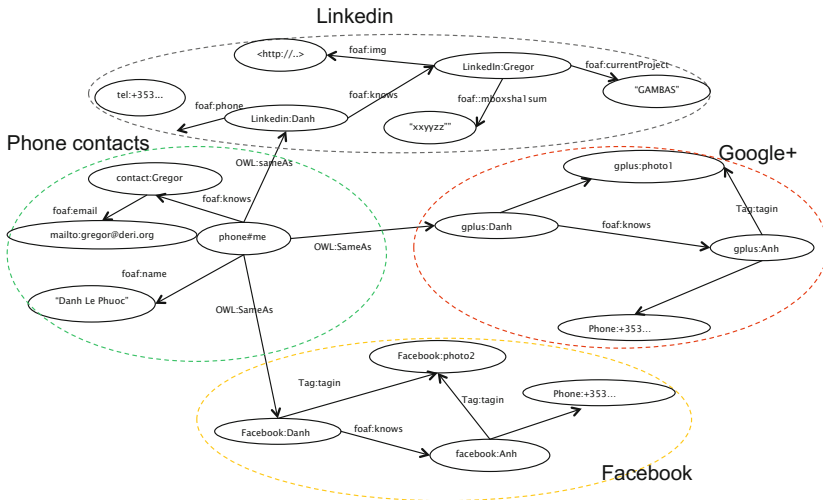 Linkedin
<http://..>
foaf:img
LinkedIn:Gregor
foaf:currentProject
tel:+353...
foaf:knows
"GAMBAS"
foaf:phone
Linkedin:Danh
foaf::mboxsha1sum
"xxyyzz""
Phone contacts
OWL:sameAs
Google+
contact:Gregor
foaf:knows
gplus:photo1
foaf:email
Tag:tagin
mailto:gregor@deri.org
phone#me
OWL:SameAs
gplus:Danh
foaf:knows
gplus:Anh
foaf:name
"Danh Le Phuoc"
OWL:SameAs
Phone:+353...
Facebook:photo2
Tag:tagin
Tag:tagin
Phone:+353...
Facebook:Danh
foaf:knows
facebook:Anh
Facebook